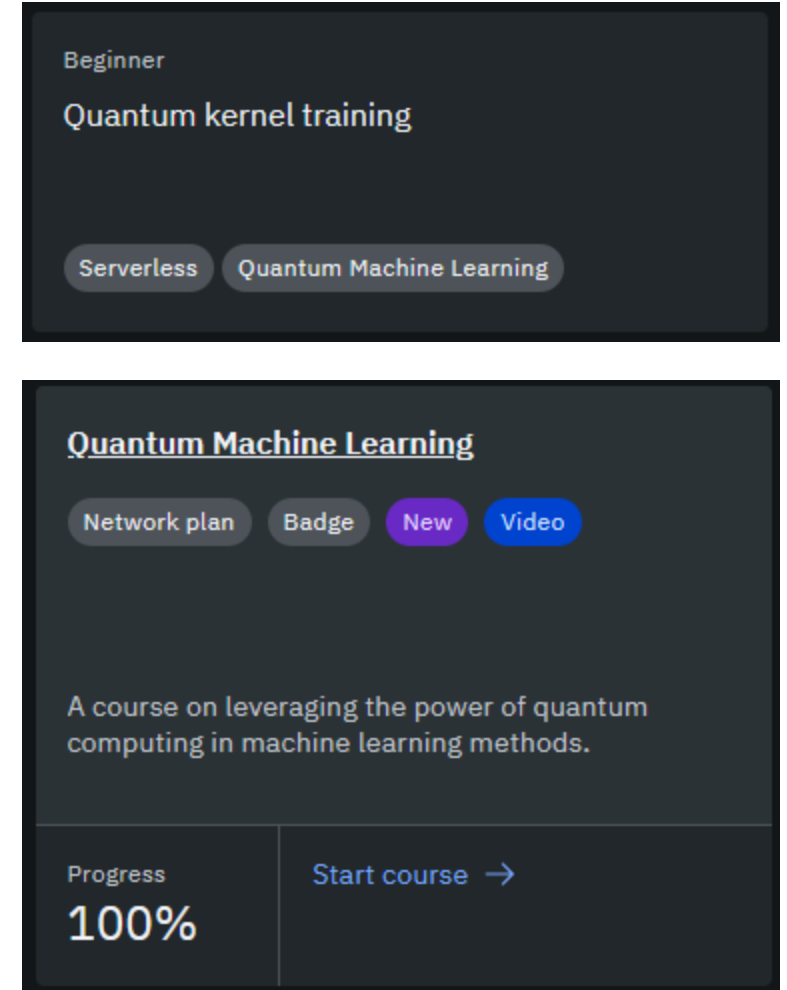 Beginner
Quantum kernel training
Serverless Quantum Machine Learning
Quantum Machine Learning
Network plan Badge New Video
A course on leveraging the power of quantum
computing in machine learning methods.
Progress
100%
Start course →